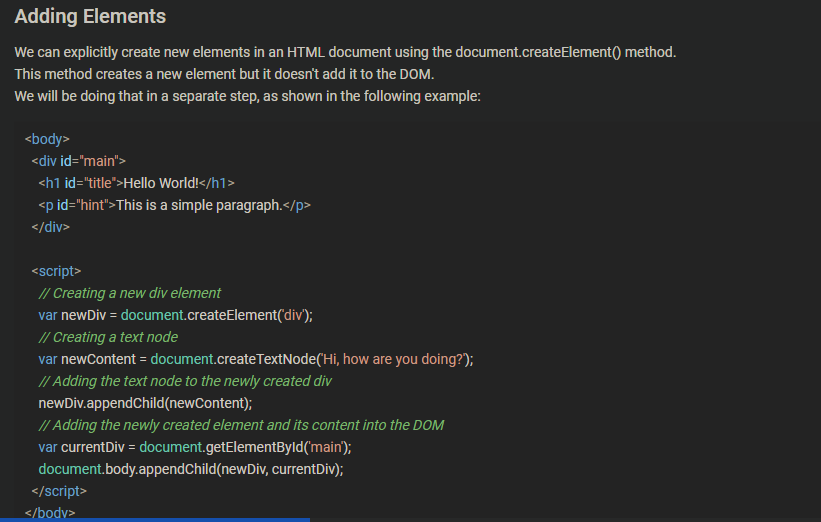 Adding Elements
We can explicitly create new elements in an HTML document using the document.createElement() method.
This method creates a new element but it doesn't add it to the DOM.
We will be doing that in a separate step, as shown in the following example:
<body>
<div id="main">
<h1 id="title">Hello World!</h1>
<p id="hint">This is a simple paragraph.</p>
</div>
<script>
// Creating a new div element
var newDiv = document.createElement('div');
// Creating a text node
var newContent = document.createTextNode('Hi, how are you doing?');
// Adding the text node to the newly created div
newDiv.appendChild(newContent);
// Adding the newly created element and its content into the DOM
var currentDiv = document.getElementById('main');
document.body.appendChild(newDiv, currentDiv);
</script>
</body>